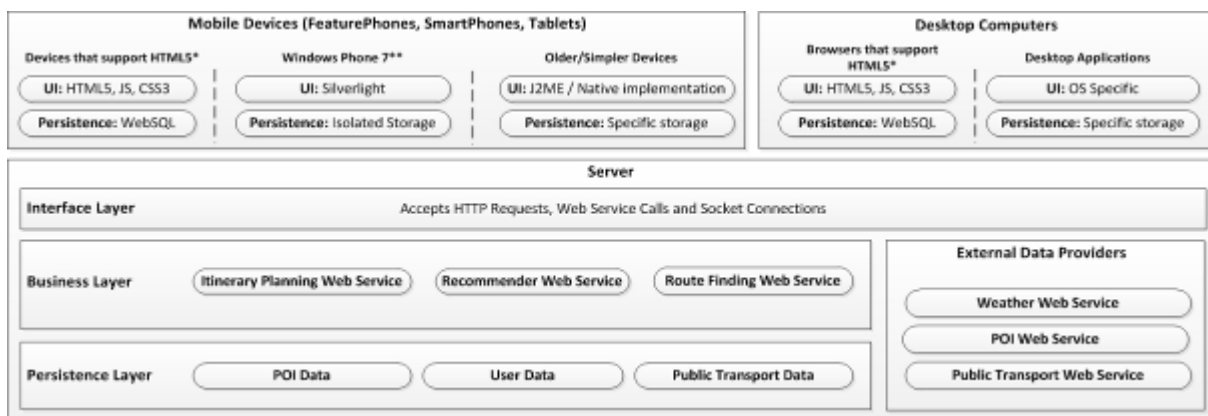 Mobile Devices (FeaturePhones, SmartPhones, Tablets)
Devices that support HTML5*
UI: HTML5, JS, CSS3
Persistence: WebSQL
Windows Phone 7**
UI: Silverlight
Persistence: Isolated Storage
Older/Simpler Devices
UI: J2ME / Native implementation
Persistence: Specific storage
Desktop Computers
Browsers that support
HTML5*
UI: HTML5, JS, CSS3
Persistence: WebSQL
Desktop Applications
UI: OS Specific
Persistence: Specific storage
Server
Interface Layer
Accepts HTTP Requests, Web Service Calls and Socket Connections
Business Layer
Itinerary Planning Web Service
Recommender Web Service
Route Finding Web Service
Persistence Layer
POI Data
User Data
Public Transport Data
External Data Providers
Weather Web Service
POI Web Service
Public Transport Web Service